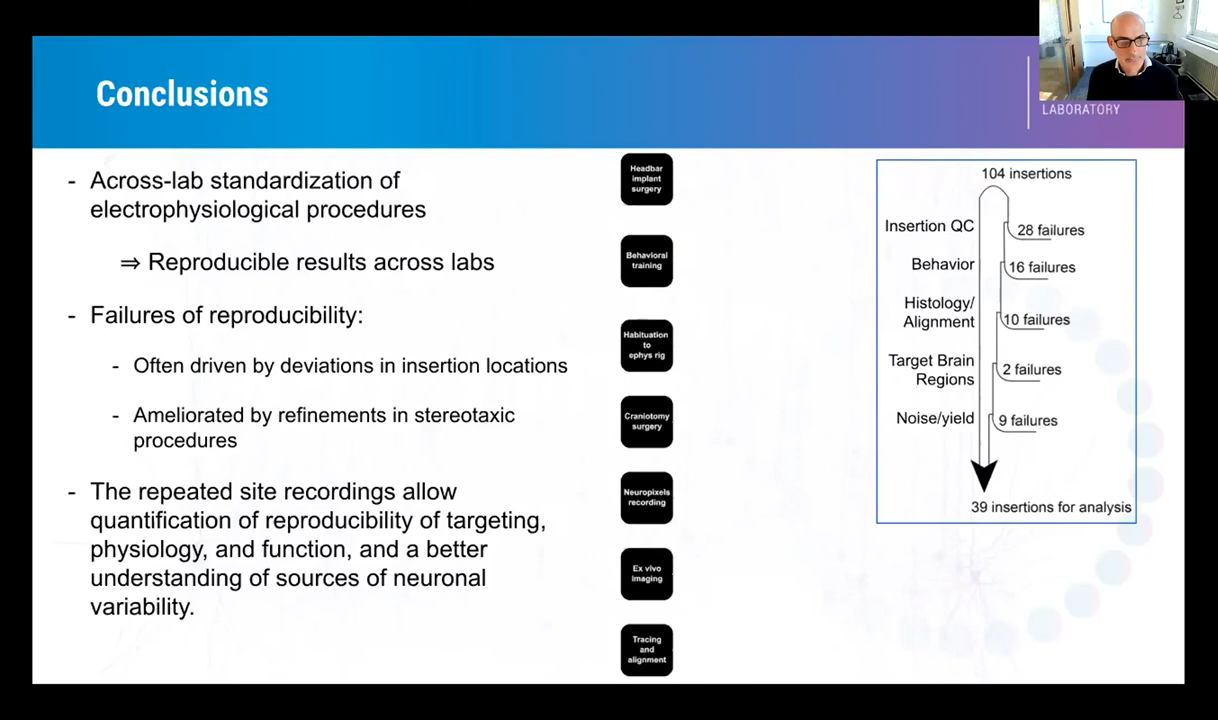 Conclusions
LABORATORY
- Across-lab standardization of
electrophysiological procedures
⇒ Reproducible results across labs
- Failures of reproducibility:
- Often driven by deviations in insertion locations
- Ameliorated by refinements in stereotaxic
procedures
- The repeated site recordings allow
quantification of reproducibility of targeting,
physiology, and function, and a better
understanding of sources of neuronal
variability.
Headbar
implant
surgery
Behavioral
training
Habituation
to
ephys rig
Craniotomy
surgery
Neuropixels
recording
Ex vivo
imaging
Tracing
and
alignment
104 insertions
Insertion QC
28 failures
Behavior
16 failures
Histology/
Alignment
10 failures
Target Brain
Regions
2 failures
Noise/yield
9 failures
39 insertions for analysis